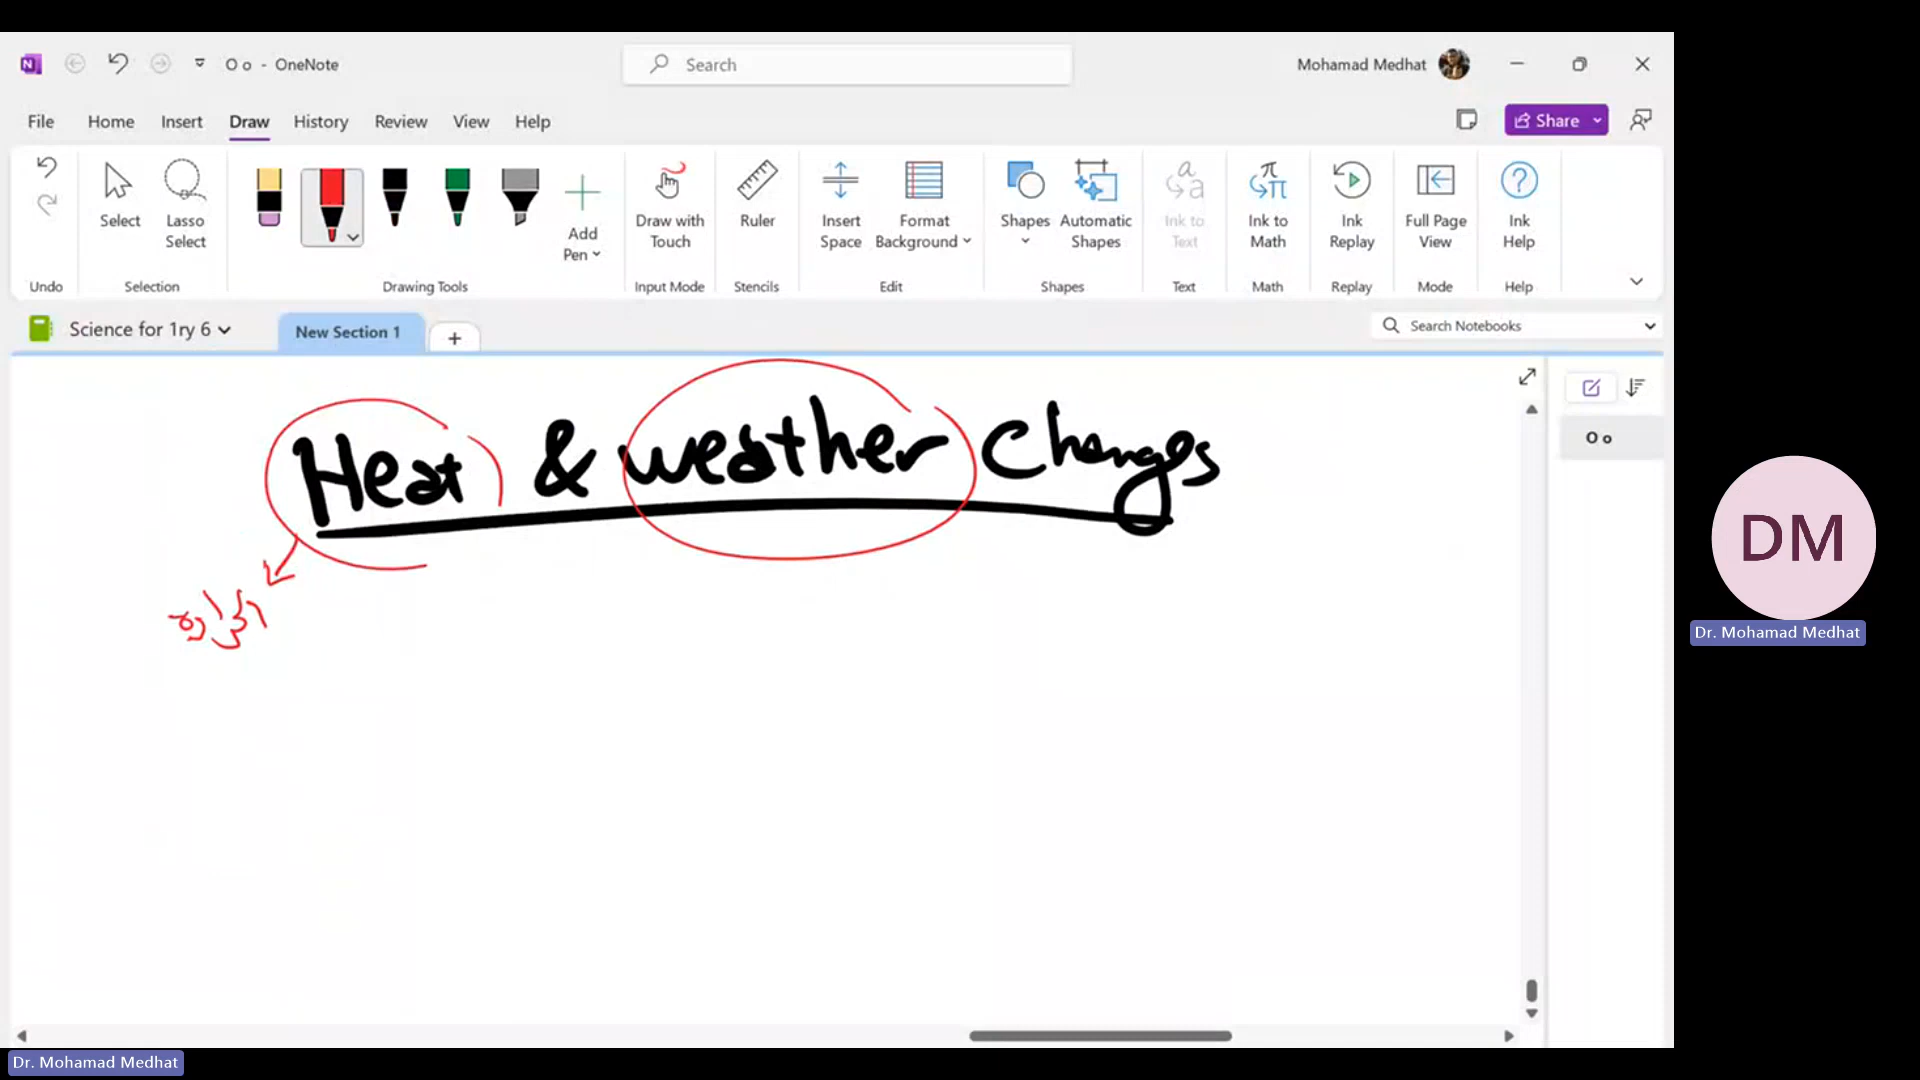 O o - OneNote
Search
Mohamad Medhat
File Home Insert Draw History Review View Help
Share
Select
Lasso Select
Add Pen
Draw with Touch
Ruler
Insert Space
Format Background
Shapes
Automatic Shapes
Ink to Text
Ink to Math
Ink Replay
Full Page View
Ink Help
Undo Selection Drawing Tools Input Mode Stencils Edit Shapes Text Math Replay Mode Help
Science for 1ry 6
New Section 1
Search Notebooks
Heat & weather Changes
O o
DM
Dr. Mohamad Medhat
Dr. Mohamad Medhat